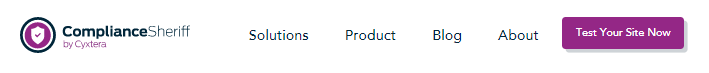 ComplianceSheriff
by Cyxtera
Solutions
Product
Blog
About
Test Your Site Now